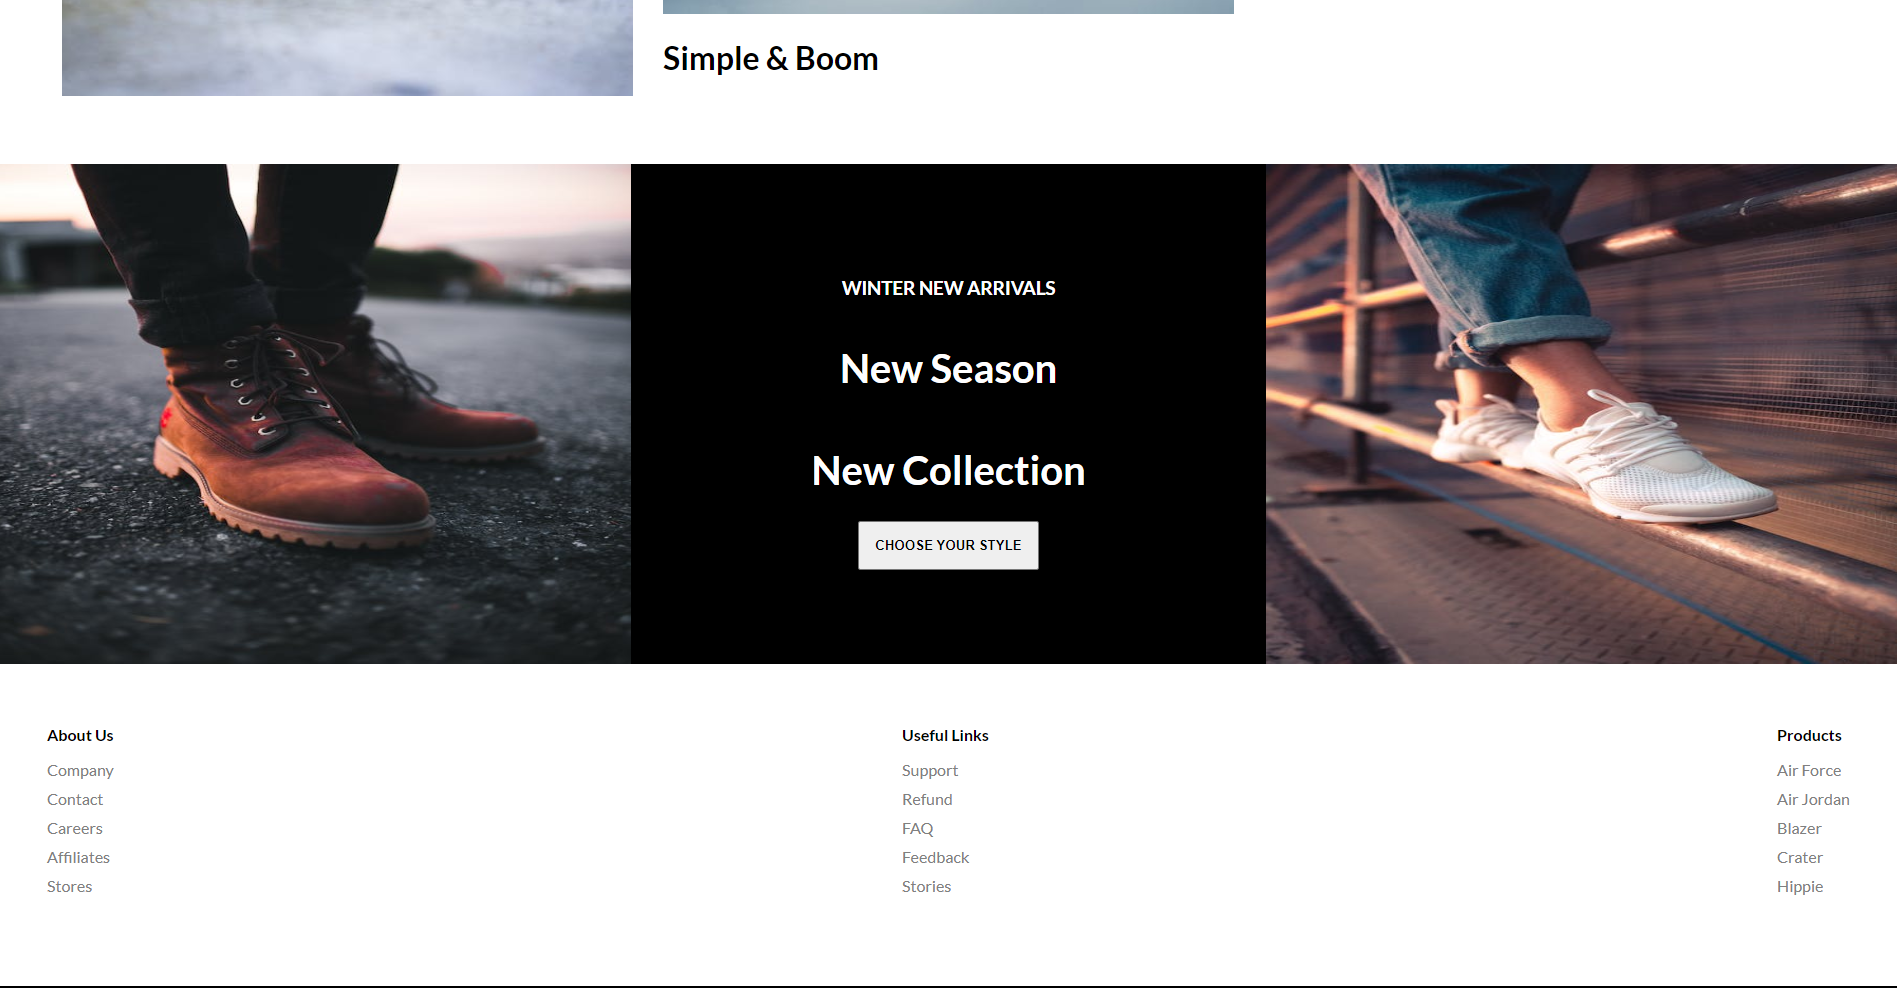 Simple & Boom
WINTER NEW ARRIVALS
New Season
New Collection
CHOOSE YOUR STYLE
About Us
Company
Contact
Careers
Affiliates
Stores
Useful Links
Support
Refund
FAQ
Feedback
Stories
Products
Air Force
Air Jordan
Blazer
Crater
Hippie